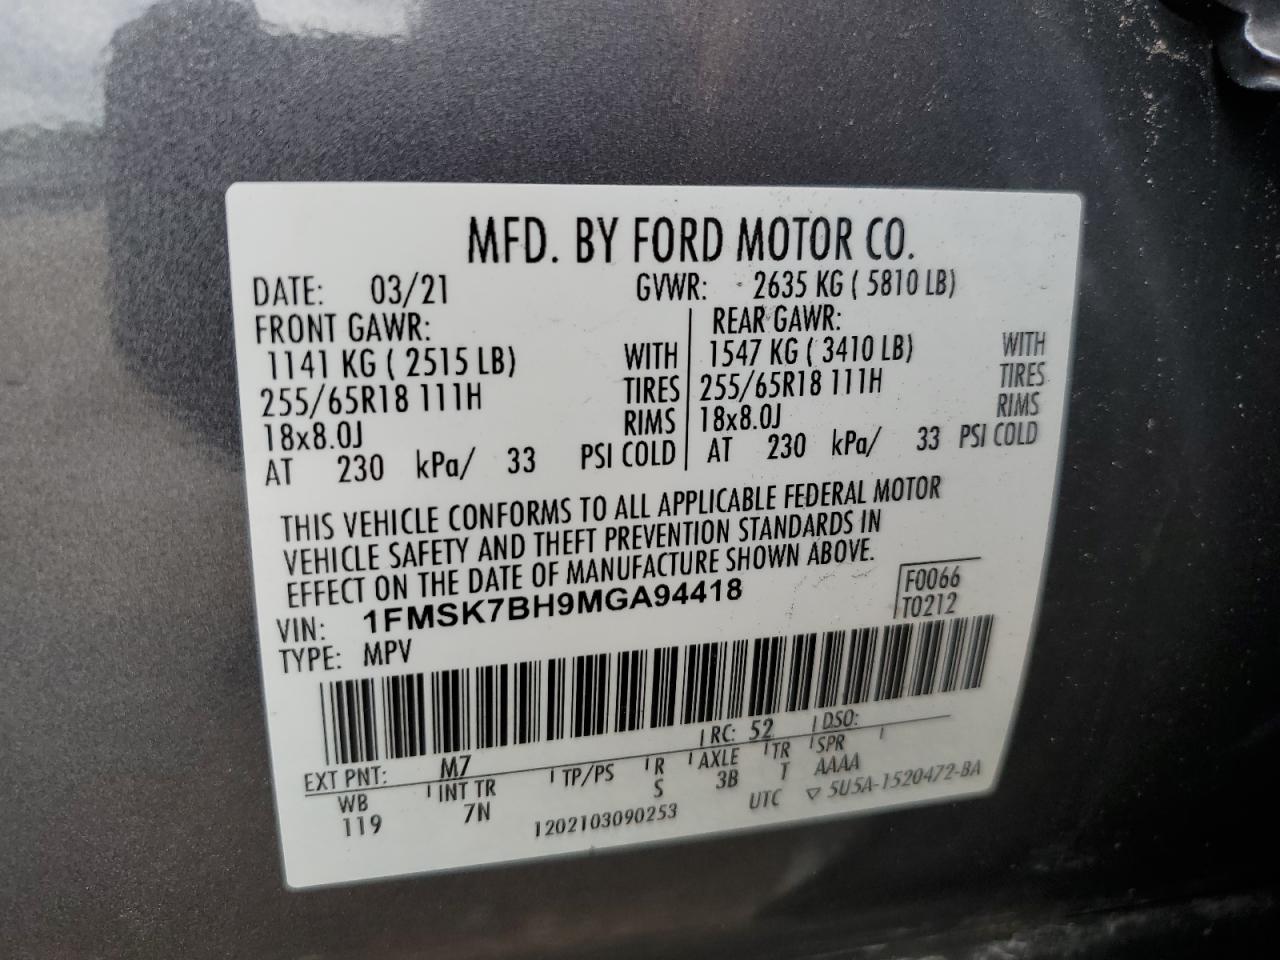 MFD. BY FORD MOTOR CO.
DATE: 03/21 GVWR: 2635 KG ( 5810 LB)
FRONT GAWR: REAR GAWR:
1141 KG ( 2515 LB) WITH 1547 KG ( 3410 LB) WITH
255/65R18 111H TIRES 255/65R18 111H TIRES
18x8.0J RIMS 18x8.0J RIMS
AT 230 kPa/ 33 PSI COLD AT 230 kPa/ 33 PSI COLD
THIS VEHICLE CONFORMS TO ALL APPLICABLE FEDERAL MOTOR
VEHICLE SAFETY AND THEFT PREVENTION STANDARDS IN
EFFECT ON THE DATE OF MANUFACTURE SHOWN ABOVE.
VIN: 1FMSK7BH9MGA94418 F0066
TYPE: MPV T0212
EXT PNT: M7 RC: 52 DSO:
WB INT TR TP/PS R AXLE TR SPR
119 7N S 3B T AAAA
1202103090253 UTC ▽ 5U5A-1520472-BA